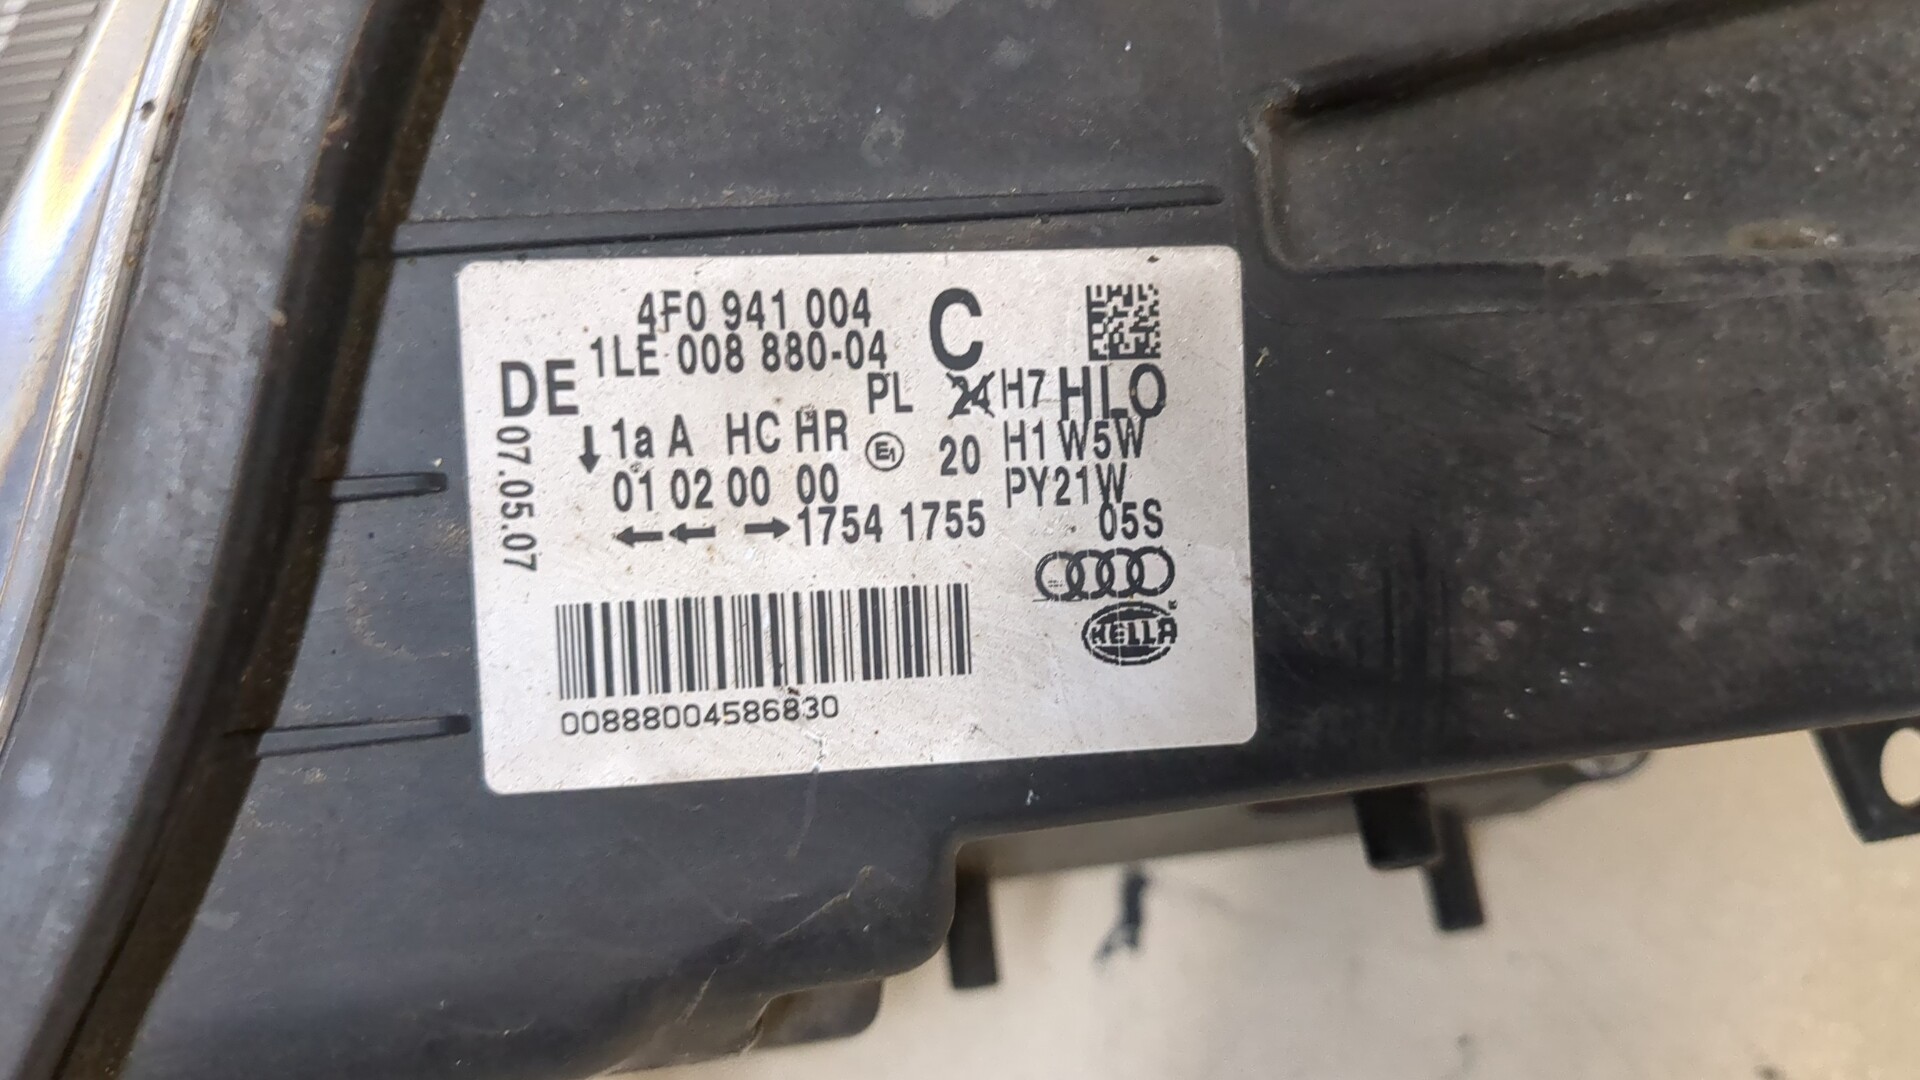 4F0 941 004 C
1LE 008 880-04
DE PL 24 H7 HLO
↓ 1a A HC HR E1 20 H1 W5W
01 02 00 00 PY21W
←← → 1754 1755 05S
07.05.07
HELLA®
00888004586830